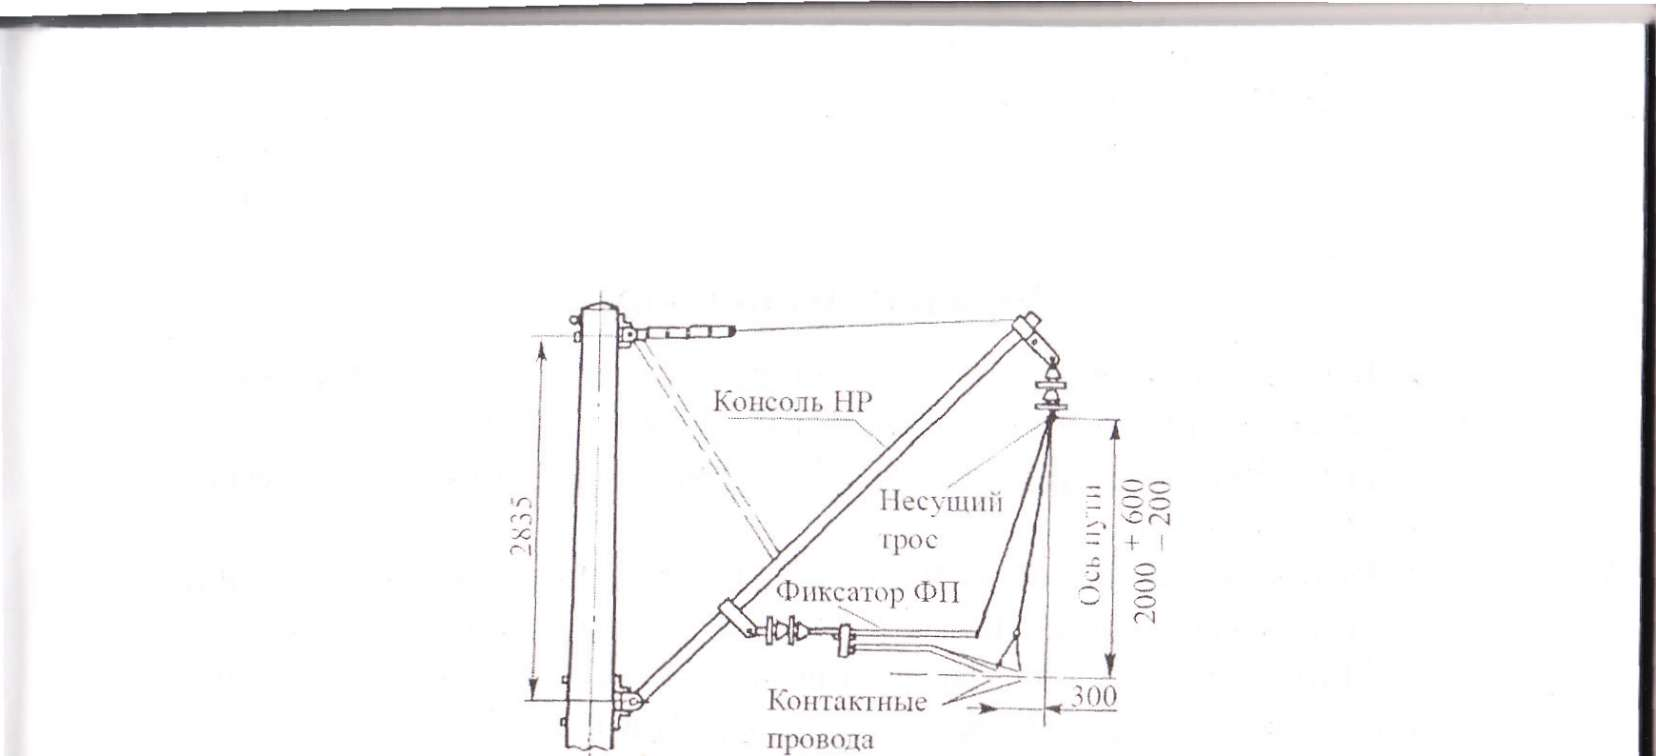 Консоль НР
Несущий
трос
2835
Ось пути
2000 + 600
− 200
Фиксатор ФП
Контактные
провода
300